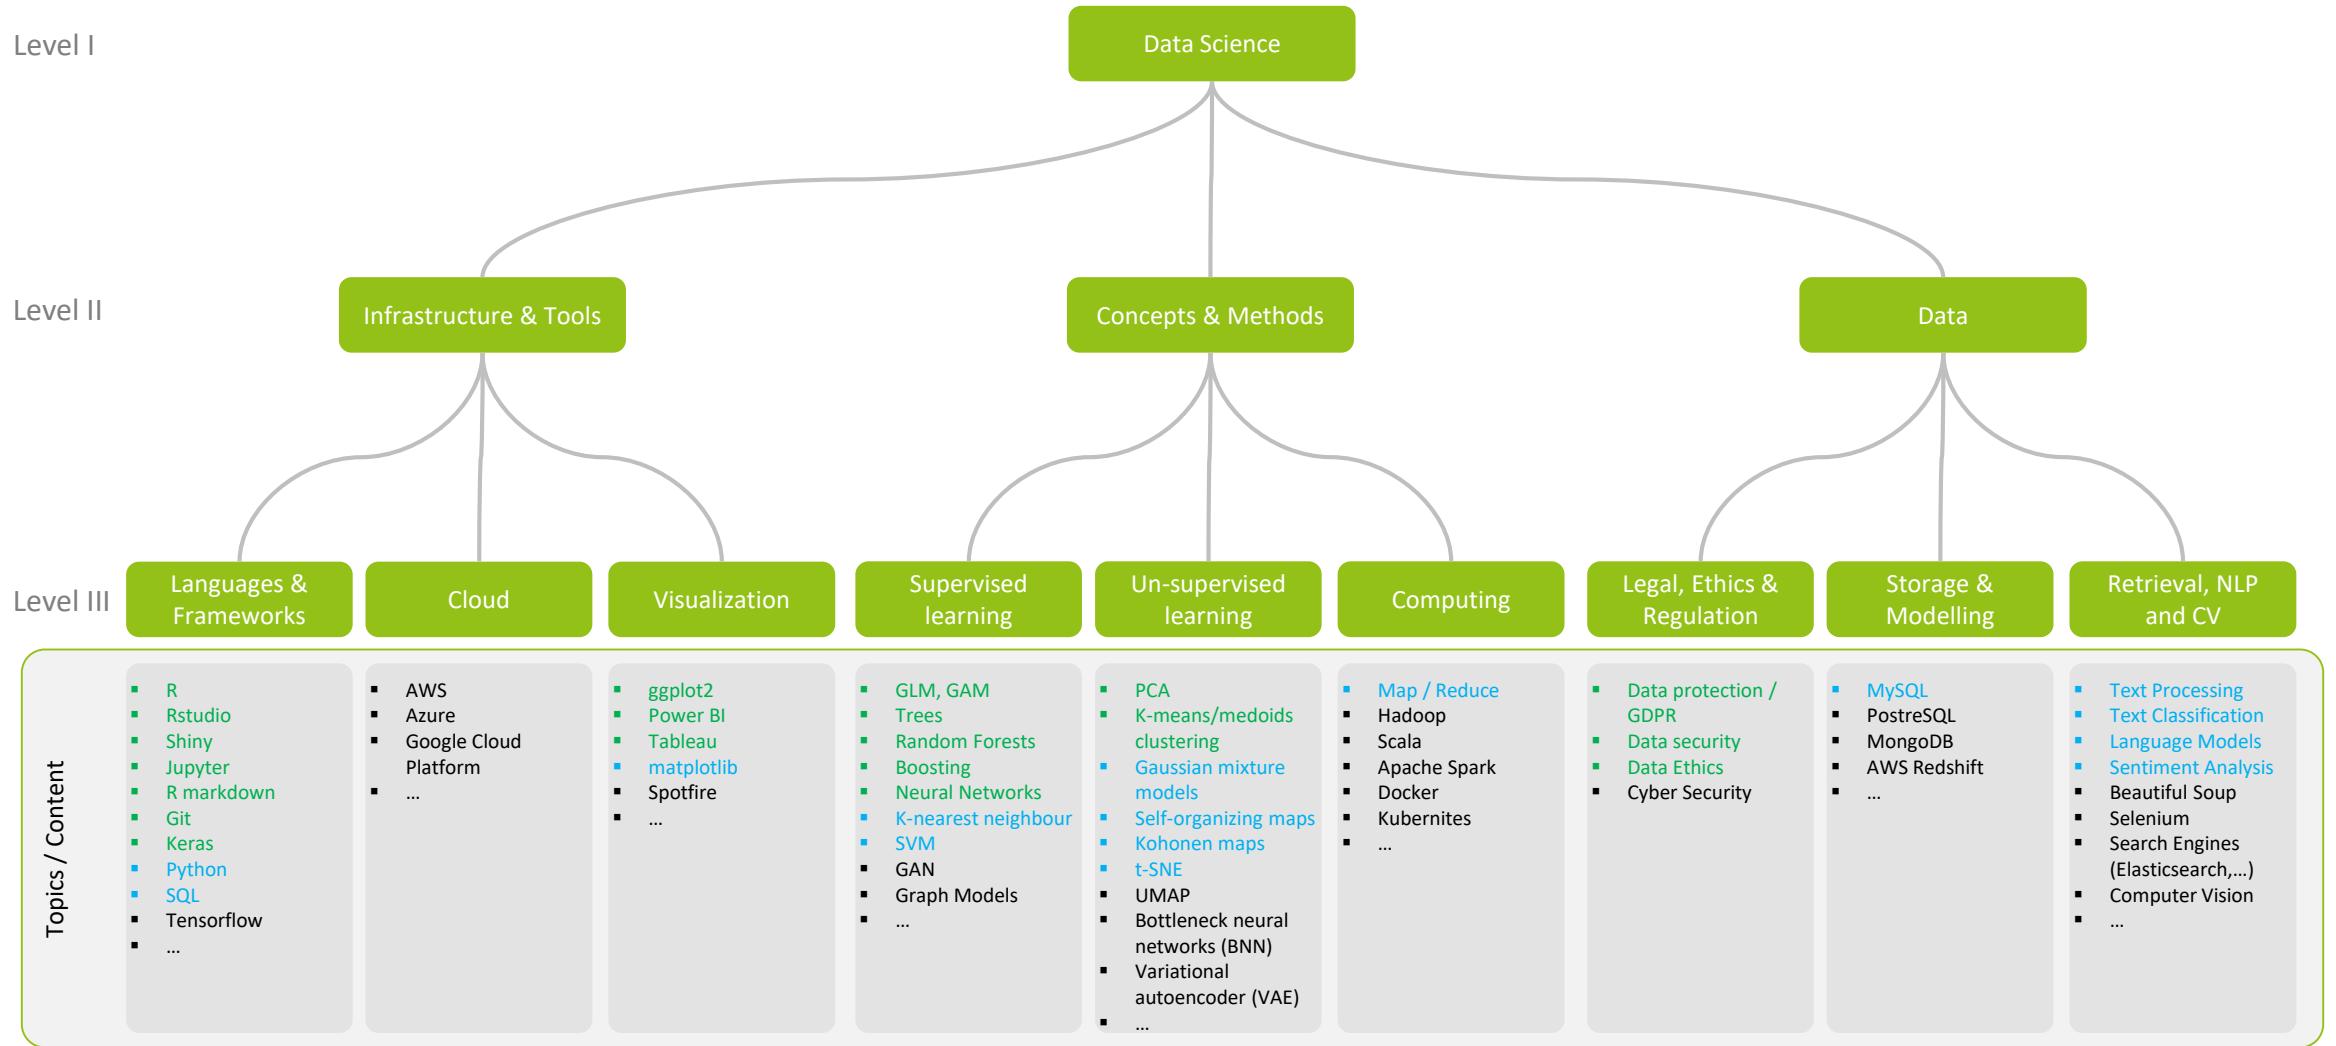 Level I
Data Science
Level II
Infrastructure & Tools
Concepts & Methods
Data
Level III
Languages &
Frameworks
Cloud
Visualization
Supervised
learning
Un-supervised
learning
Computing
Legal, Ethics &
Regulation
Storage &
Modelling
Retrieval, NLP
and CV
Topics / Content
R
Rstudio
Shiny
Jupyter
R markdown
Git
Keras
Python
SQL
Tensorflow
...
AWS
Azure
Google Cloud
Platform
...
ggplot2
Power BI
Tableau
matplotlib
Spotfire
...
GLM, GAM
Trees
Random Forests
Boosting
Neural Networks
K-nearest neighbour
SVM
GAN
Graph Models
...
PCA
K-means/medoids
clustering
Gaussian mixture
models
Self-organizing maps
Kohonen maps
t-SNE
UMAP
Bottleneck neural
networks (BNN)
Variational
autoencoder (VAE)
...
Map / Reduce
Hadoop
Scala
Apache Spark
Docker
Kubernites
...
Data protection /
GDPR
Data security
Data Ethics
Cyber Security
MySQL
PostreSQL
MongoDB
AWS Redshift
...
Text Processing
Text Classification
Language Models
Sentiment Analysis
Beautiful Soup
Selenium
Search Engines
(Elasticsearch,...)
Computer Vision
...